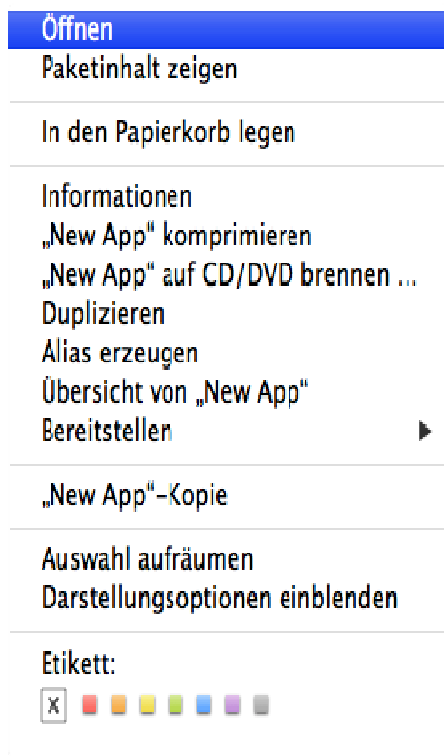 Öffnen
Paketinhalt zeigen
In den Papierkorb legen
Informationen
„New App“ komprimieren
„New App“ auf CD/DVD brennen ...
Duplizieren
Alias erzeugen
Übersicht von „New App“
Bereitstellen
„New App“-Kopie
Auswahl aufräumen
Darstellungsoptionen einblenden
Etikett:
x